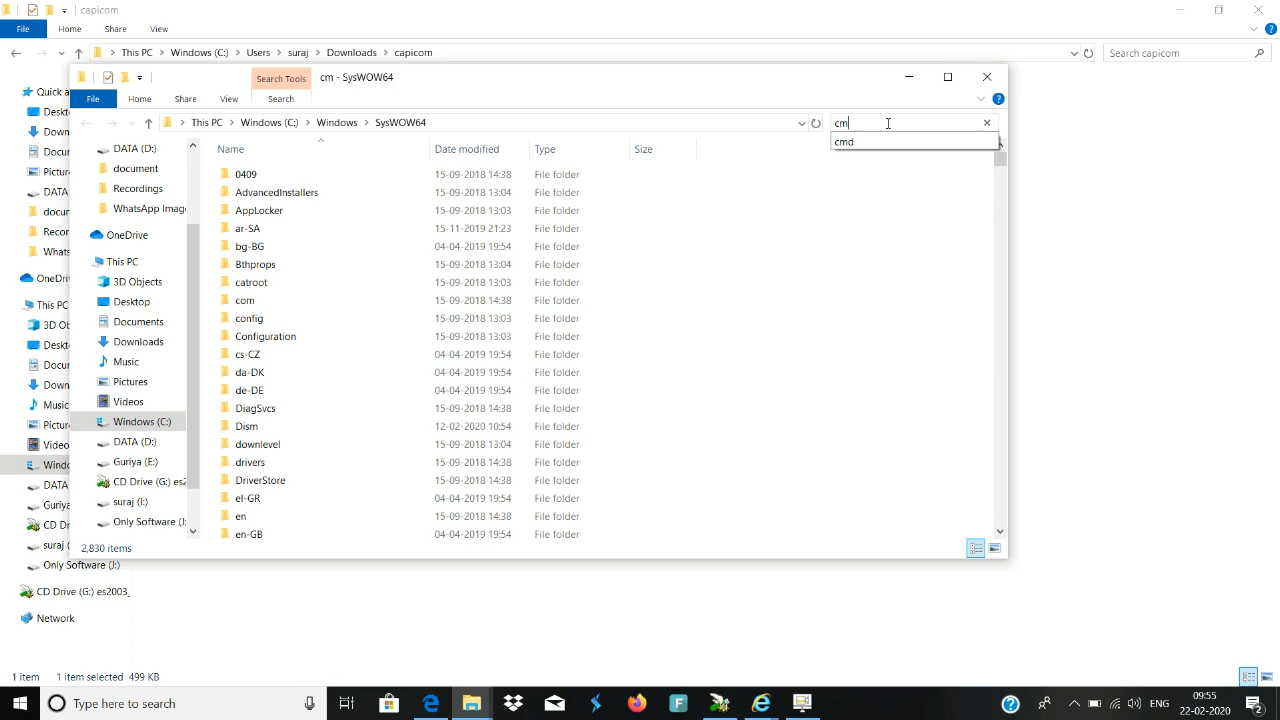 capicom
File Home Share View
This PC Windows (C:) Users suraj Downloads capicom
Search capicom
Search Tools
cm - SysWOW64
File Home Share View Search
This PC Windows (C:) Windows SysWOW64
cm
cmd
Quick a
Deskt
Down
Docu
Pictur
DATA
docum
Recor
Whats
OneDriv
This PC
3D Ob
Deskt
Docum
Down
Music
Pictur
Video
Windo
DATA
Guriya
CD Dr
suraj (
Only Software (J:)
CD Drive (G:) es2003_
Network
DATA (D:)
document
Recordings
WhatsApp Image
OneDrive
This PC
3D Objects
Desktop
Documents
Downloads
Music
Pictures
Videos
Windows (C:)
DATA (D:)
Guriya (E:)
CD Drive (G:) es2
suraj (I:)
Only Software (J:
Name Date modified Type Size
0409 15-09-2018 14:38 File folder
AdvancedInstallers 15-09-2018 13:04 File folder
AppLocker 15-09-2018 13:03 File folder
ar-SA 15-11-2019 21:23 File folder
bg-BG 04-04-2019 19:54 File folder
Bthprops 15-09-2018 13:04 File folder
catroot 15-09-2018 13:03 File folder
com 15-09-2018 14:38 File folder
config 15-09-2018 13:03 File folder
Configuration 15-09-2018 13:03 File folder
cs-CZ 04-04-2019 19:54 File folder
da-DK 04-04-2019 19:54 File folder
de-DE 04-04-2019 19:54 File folder
DiagSvcs 15-09-2018 14:38 File folder
Dism 12-02-2020 10:54 File folder
downlevel 15-09-2018 13:04 File folder
drivers 15-09-2018 14:38 File folder
DriverStore 15-09-2018 14:38 File folder
el-GR 04-04-2019 19:54 File folder
en 15-09-2018 14:38 File folder
en-GB 04-04-2019 19:54 File folder
2,830 items
1 item 1 item selected 499 KB
Type here to search
ENG
09:55
22-02-2020
2